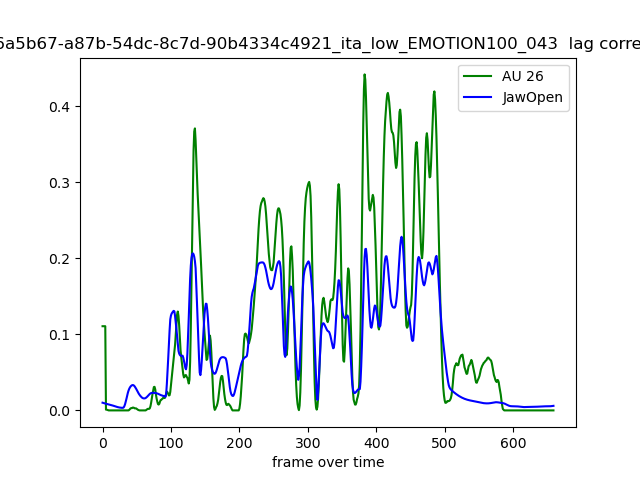 6a5b67-a87b-54dc-8c7d-90b4334c4921_ita_low_EMOTION100_043 lag corre
AU 26
JawOpen
0.4
0.3
0.2
0.1
0.0
0 100 200 300 400 500 600
frame over time